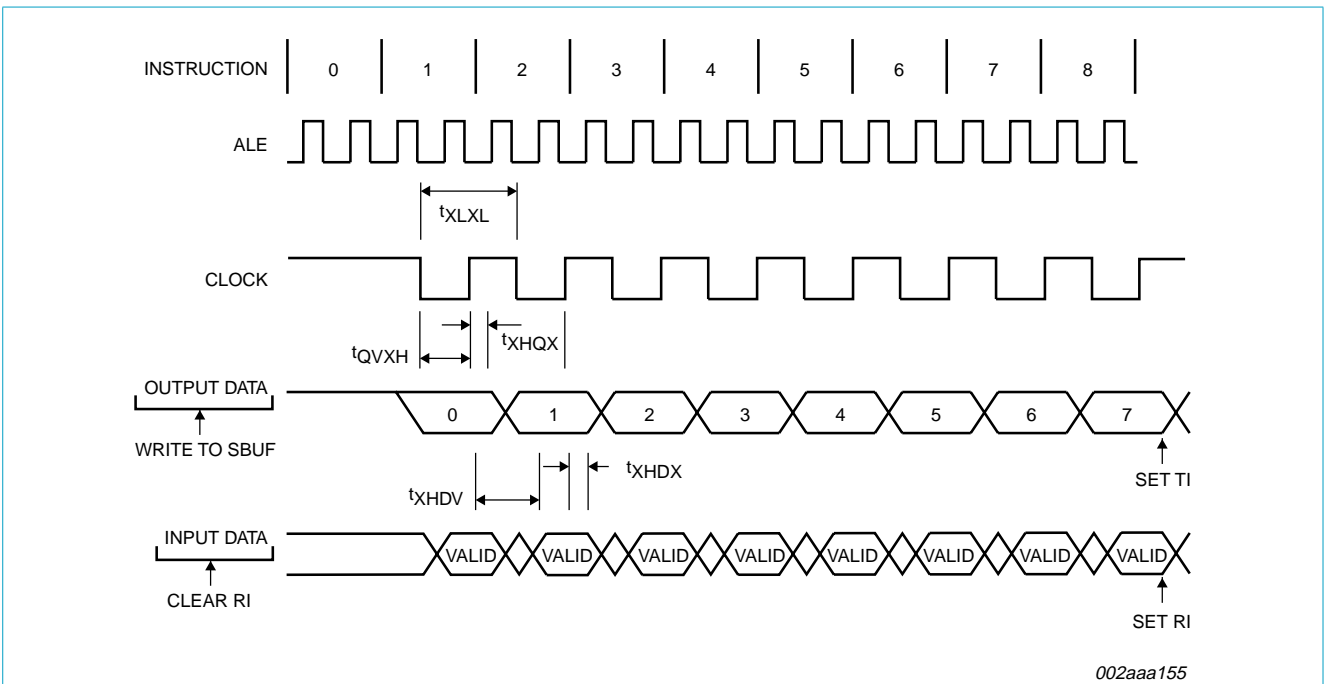 INSTRUCTION 0 1 2 3 4 5 6 7 8
ALE
tXLXL
CLOCK
tXHQX
tQVXH
OUTPUT DATA
0 1 2 3 4 5 6 7
WRITE TO SBUF
SET TI
tXHDX
tXHDV
INPUT DATA
VALID VALID VALID VALID VALID VALID VALID VALID
CLEAR RI
SET RI
002aaa155